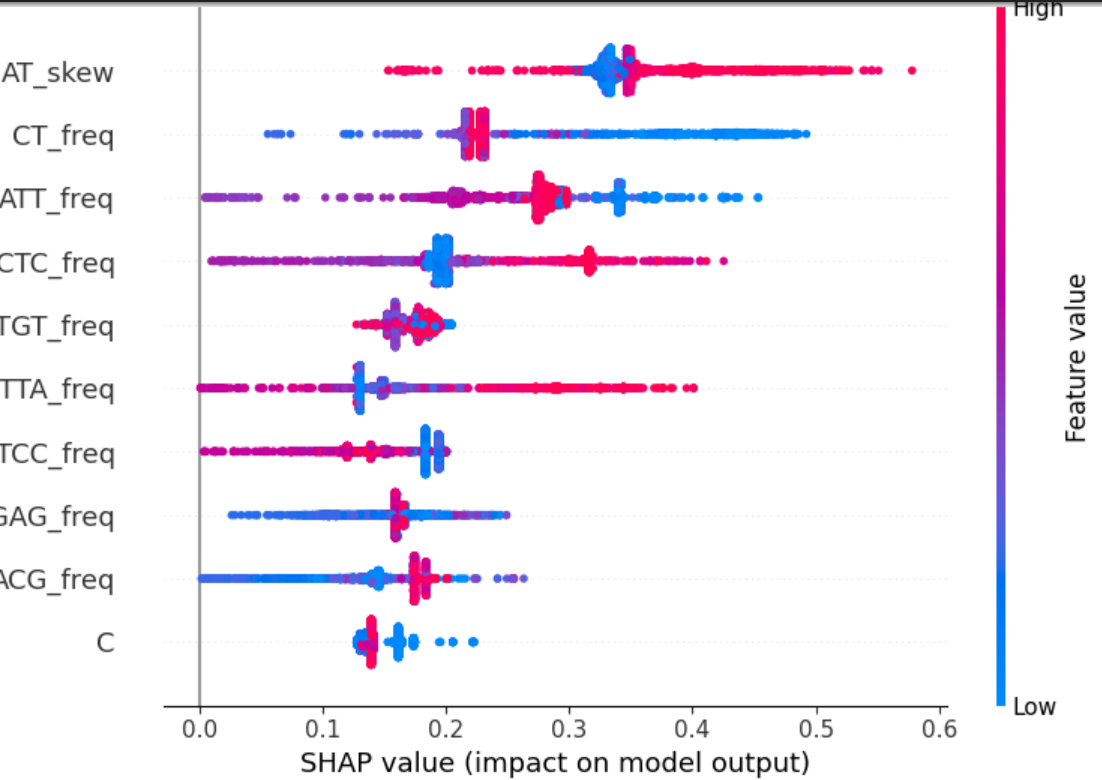 High
AT_skew
CT_freq
ATT_freq
CTC_freq
TGT_freq
TTA_freq
TCC_freq
GAG_freq
ACG_freq
C
Feature value
Low
0.0 0.1 0.2 0.3 0.4 0.5 0.6
SHAP value (impact on model output)